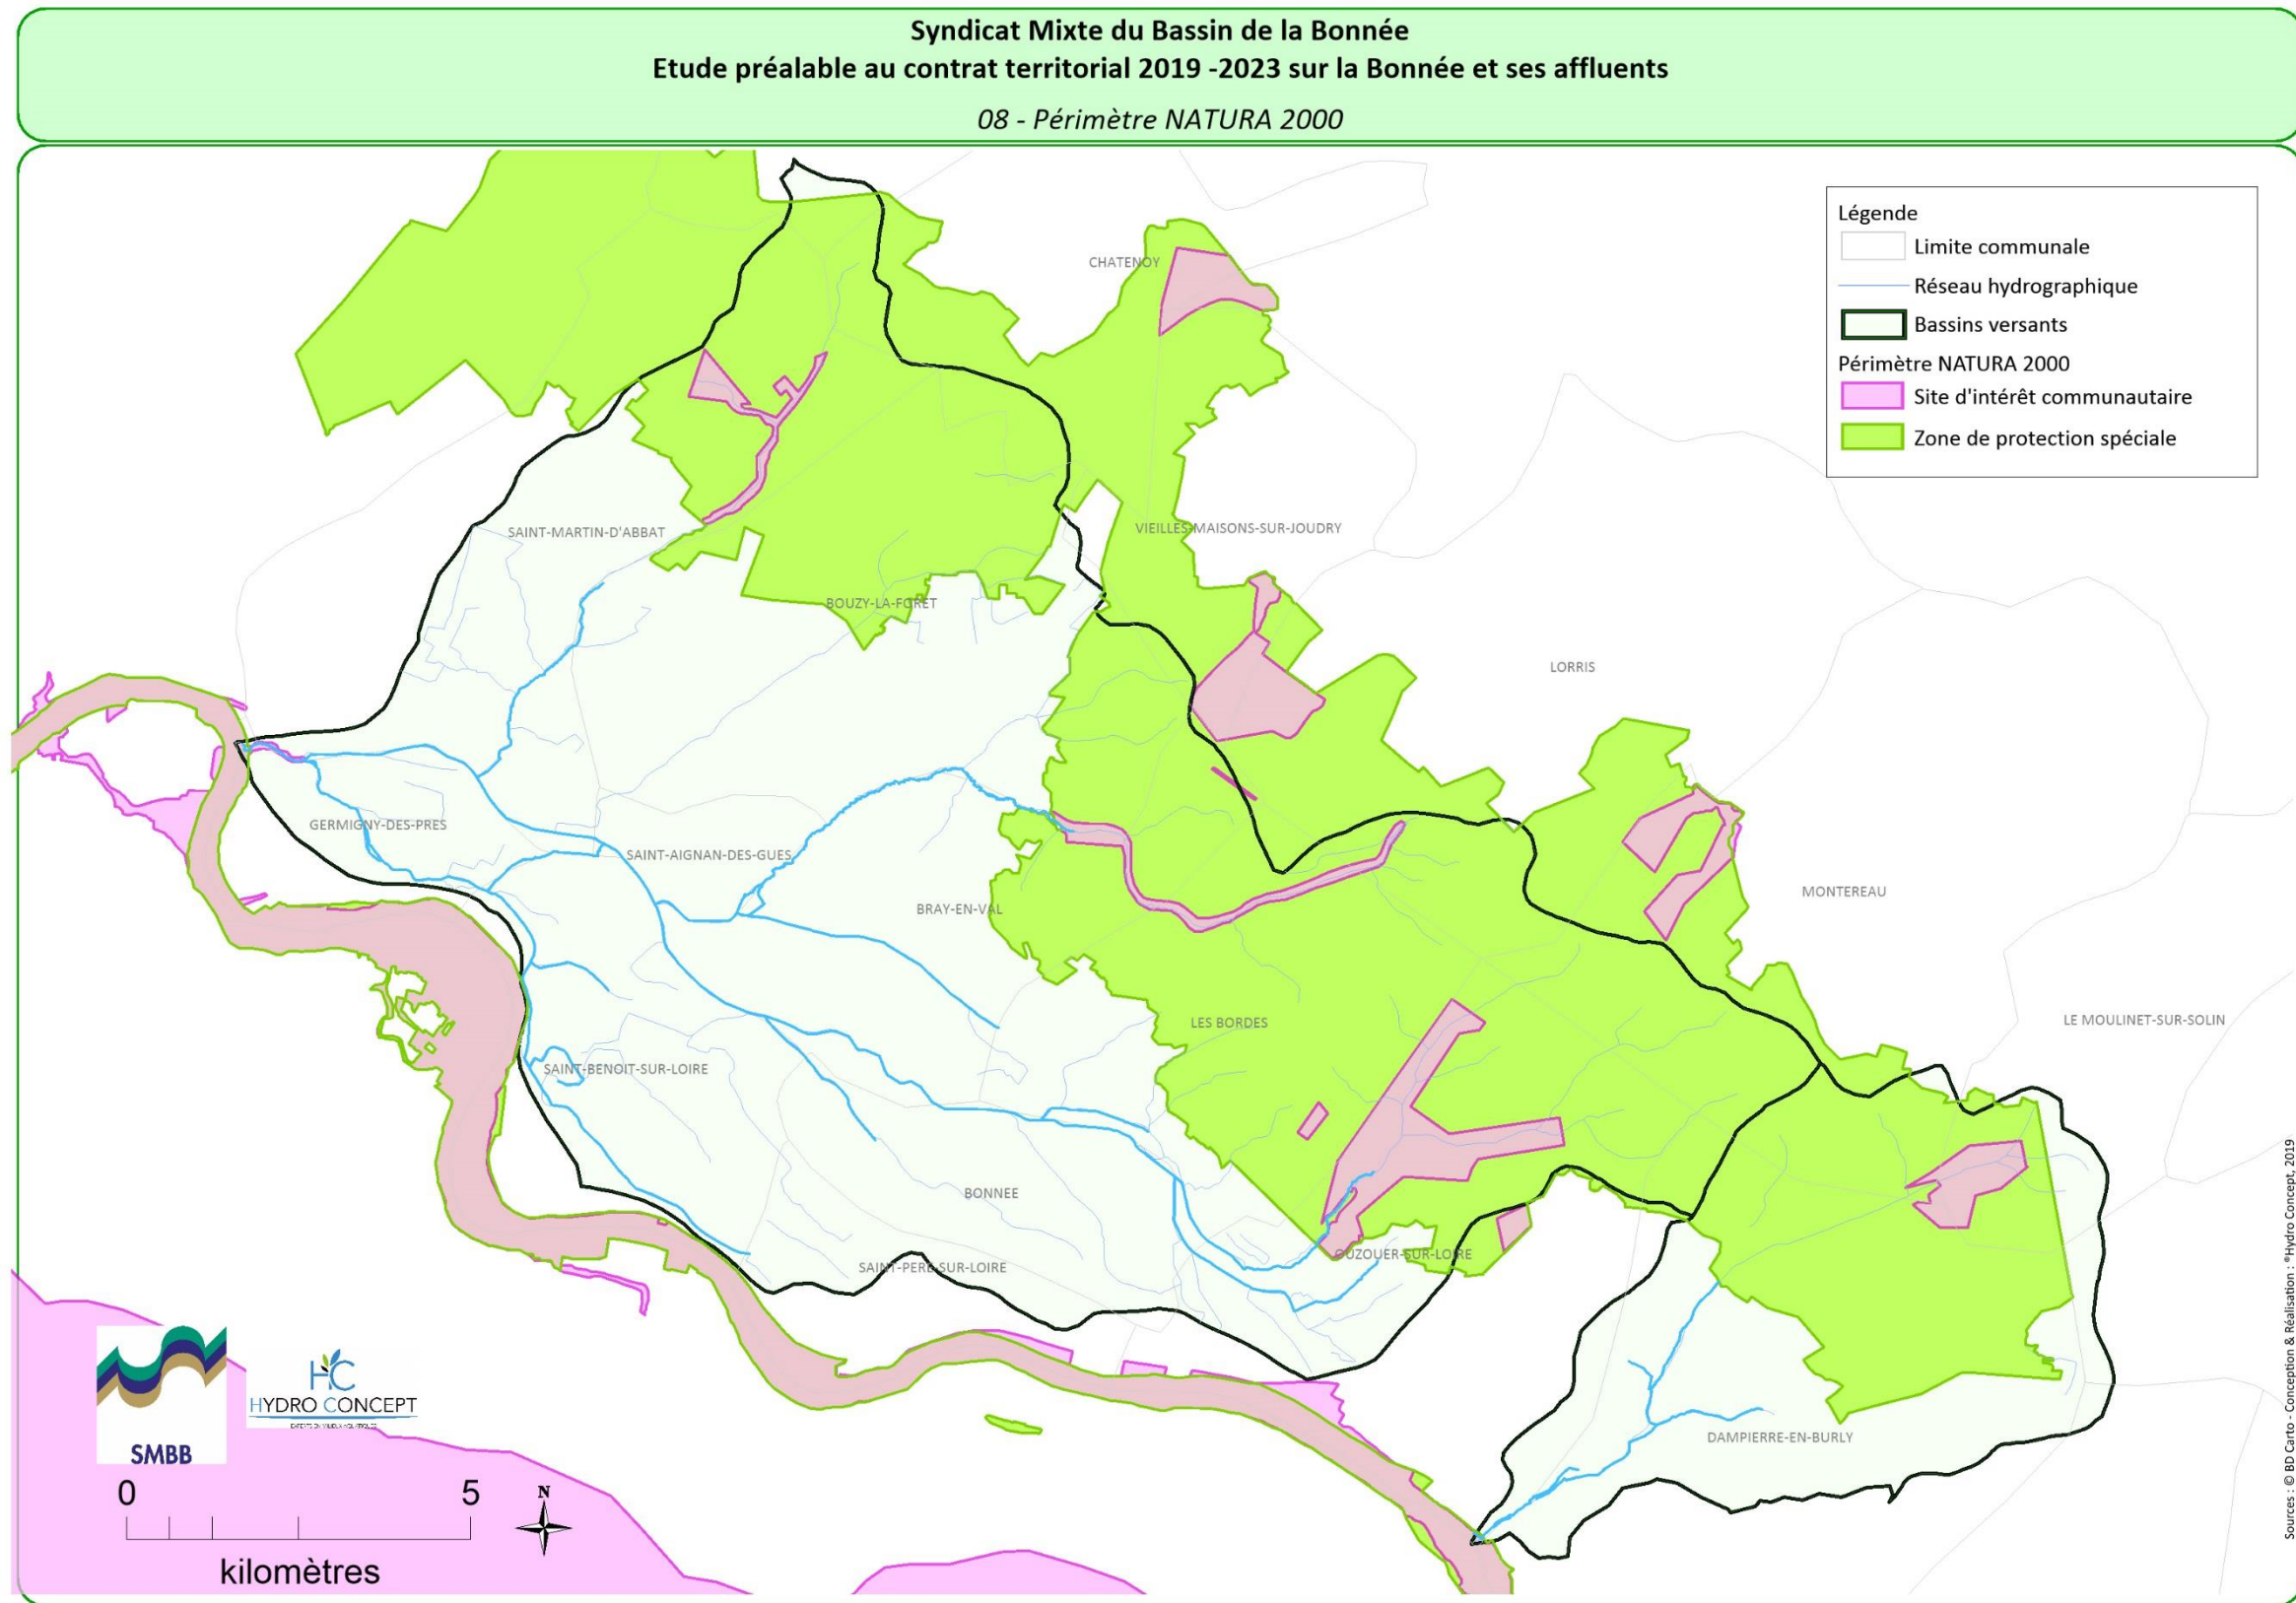 Syndicat Mixte du Bassin de la Bonnée
Etude préalable au contrat territorial 2019 -2023 sur la Bonnée et ses affluents
08 - Périmètre NATURA 2000
Légende
Limite communale
Réseau hydrographique
Bassins versants
Périmètre NATURA 2000
Site d'intérêt communautaire
Zone de protection spéciale
CHATENOY
SAINT-MARTIN-D'ABBAT
VIEILLES-MAISONS-SUR-JOUDRY
BOUZY-LA-FORET
LORRIS
GERMIGNY-DES-PRES
SAINT-AIGNAN-DES-GUES
MONTEREAU
BRAY-EN-VAL
LES BORDES
LE MOULINET-SUR-SOLIN
SAINT-BENOIT-SUR-LOIRE
BONNEE
OUZOUER-SUR-LOIRE
SAINT-PERE-SUR-LOIRE
DAMPIERRE-EN-BURLY
SMBB
HC
HYDRO CONCEPT
0 5
kilomètres
N
Sources : © BD Carto - Conception & Réalisation : ®Hydro Concept, 2019